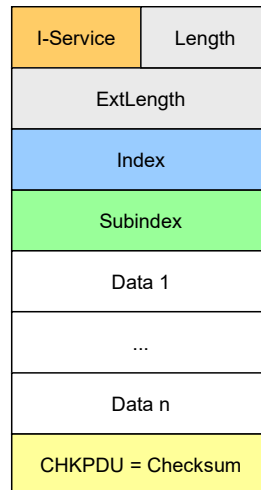 I-Service Length
ExtLength
Index
Subindex
Data 1
...
Data n
CHKPDU = Checksum